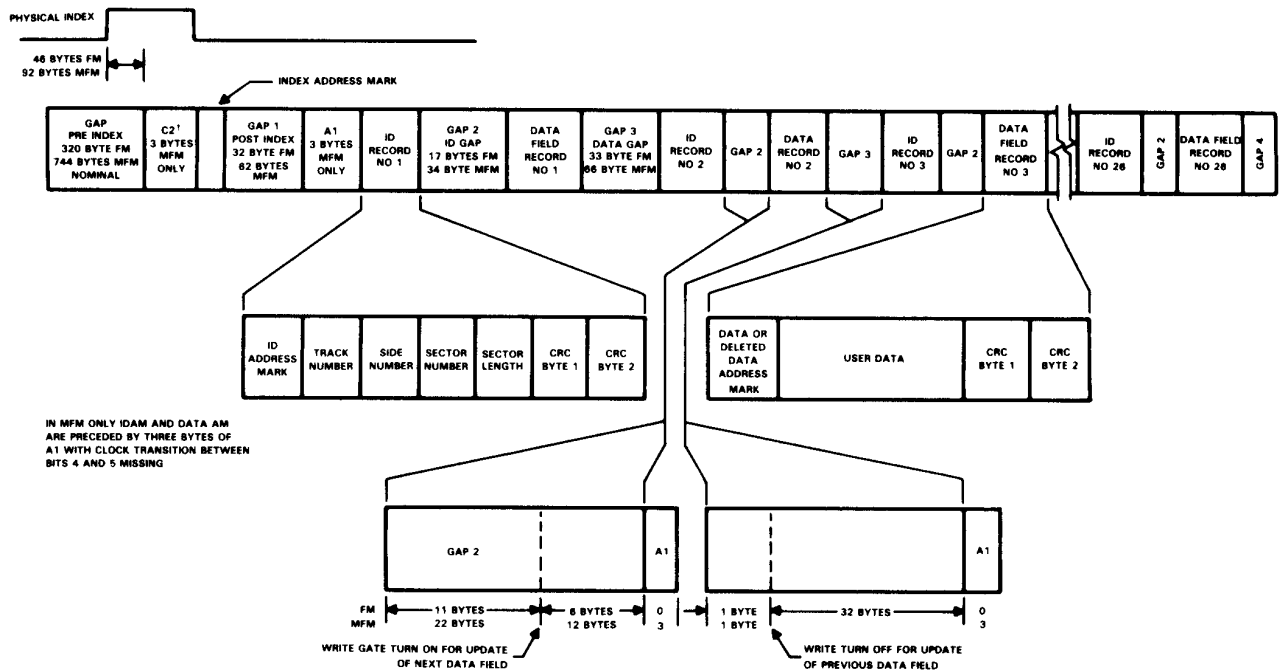 PHYSICAL INDEX
46 BYTES FM
92 BYTES MFM
INDEX ADDRESS MARK
GAP
PRE INDEX
320 BYTE FM
744 BYTES MFM
NOMINAL
C2†
3 BYTES
MFM
ONLY
GAP 1
POST INDEX
32 BYTE FM
62 BYTES
MFM
A1
3 BYTES
MFM
ONLY
ID
RECORD
NO 1
GAP 2
ID GAP
17 BYTES FM
34 BYTE MFM
DATA
FIELD
RECORD
NO 1
GAP 3
DATA GAP
33 BYTE FM
66 BYTE MFM
ID
RECORD
NO 2
GAP 2
DATA
RECORD
NO 2
GAP 3
ID
RECORD
NO 3
GAP 2
DATA
FIELD
RECORD
NO 3
ID
RECORD
NO 26
GAP 2
DATA FIELD
RECORD
NO 26
GAP 4
ID
ADDRESS
MARK
TRACK
NUMBER
SIDE
NUMBER
SECTOR
NUMBER
SECTOR
LENGTH
CRC
BYTE 1
CRC
BYTE 2
DATA OR
DELETED
DATA
ADDRESS
MARK
USER DATA
CRC
BYTE 1
CRC
BYTE 2
IN MFM ONLY IDAM AND DATA AM
ARE PRECEDED BY THREE BYTES OF
A1 WITH CLOCK TRANSITION BETWEEN
BITS 4 AND 5 MISSING
GAP 2
A1
A1
FM 11 BYTES 6 BYTES 0 1 BYTE 32 BYTES 0
MFM 22 BYTES 12 BYTES 3 1 BYTE 3
WRITE GATE TURN ON FOR UPDATE
OF NEXT DATA FIELD
WRITE TURN OFF FOR UPDATE
OF PREVIOUS DATA FIELD